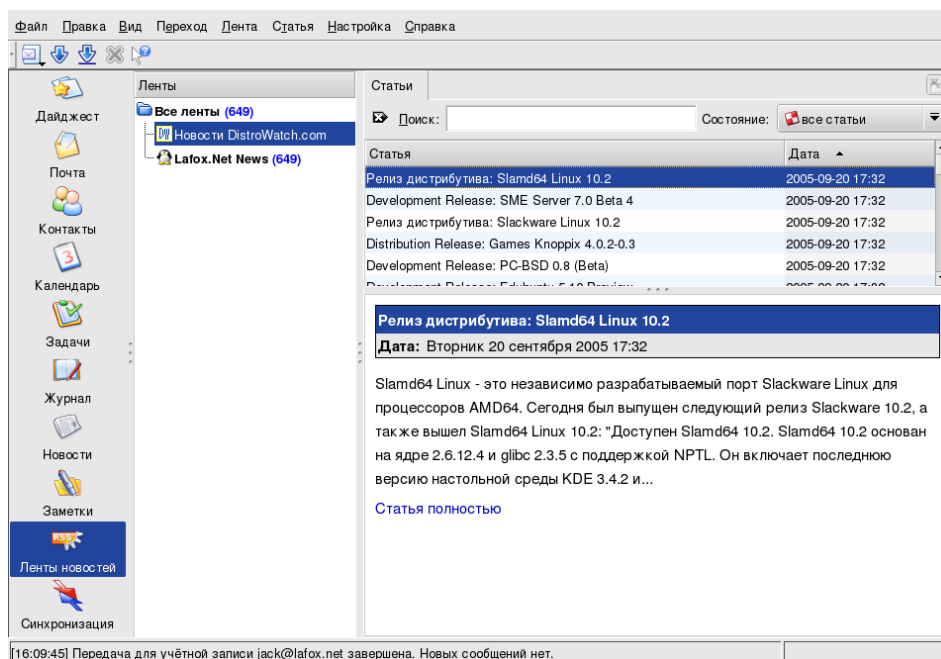 Файл Правка Вид Переход Лента Статья Настройка Справка
Дайджест
Почта
Контакты
3
Календарь
Задачи
Журнал
Новости
Заметки
RSS
Ленты новостей
Синхронизация
Ленты
Все ленты (649)
DW Новости DistroWatch.com
Lafox.Net News (649)
Статьи
Поиск: Состояние: все статьи
Статья Дата
Релиз дистрибутива: Slamd64 Linux 10.2 2005-09-20 17:32
Development Release: SME Server 7.0 Beta 4 2005-09-20 17:32
Релиз дистрибутива: Slackware Linux 10.2 2005-09-20 17:32
Distribution Release: Games Knoppix 4.0.2-0.3 2005-09-20 17:32
Development Release: PC-BSD 0.8 (Beta) 2005-09-20 17:32
Релиз дистрибутива: Slamd64 Linux 10.2
Дата: Вторник 20 сентября 2005 17:32
Slamd64 Linux - это независимо разрабатываемый порт Slackware Linux для
процессоров AMD64. Сегодня был выпущен следующий релиз Slackware 10.2, а
также вышел Slamd64 Linux 10.2: "Доступен Slamd64 10.2. Slamd64 10.2 основан
на ядре 2.6.12.4 и glibc 2.3.5 с поддержкой NPTL. Он включает последнюю
версию настольной среды KDE 3.4.2 и...
Статья полностью
[16:09:45] Передача для учётной записи jack@lafox.net завершена. Новых сообщений нет.